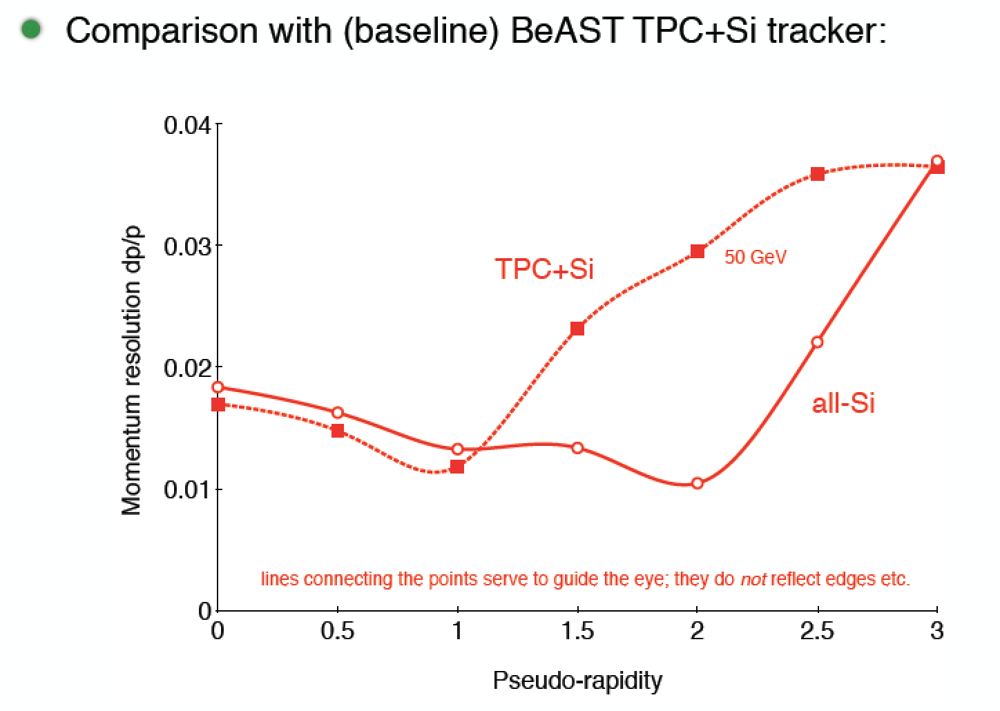 Comparison with (baseline) BeAST TPC+Si tracker:
0.04
0.03
0.02
0.01
0
Momentum resolution dp/p
TPC+Si
50 GeV
all-Si
lines connecting the points serve to guide the eye; they do not reflect edges etc.
0 0.5 1 1.5 2 2.5 3
Pseudo-rapidity